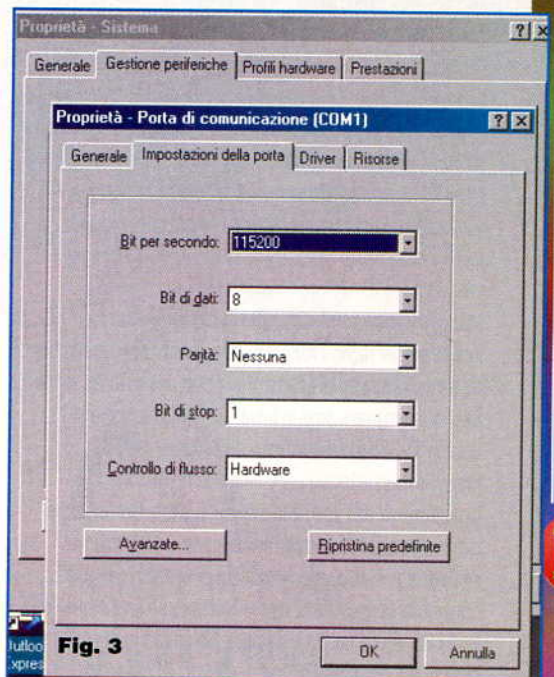 Proprietà - Sistema
Generale Gestione periferiche Profili hardware Prestazioni
Proprietà - Porta di comunicazione (COM1)
Generale Impostazioni della porta Driver Risorse
Bit per secondo: 115200
Bit di dati: 8
Parità: Nessuna
Bit di stop: 1
Controllo di flusso: Hardware
Avanzate... Ripristina predefinite
OK Annulla
Fig. 3